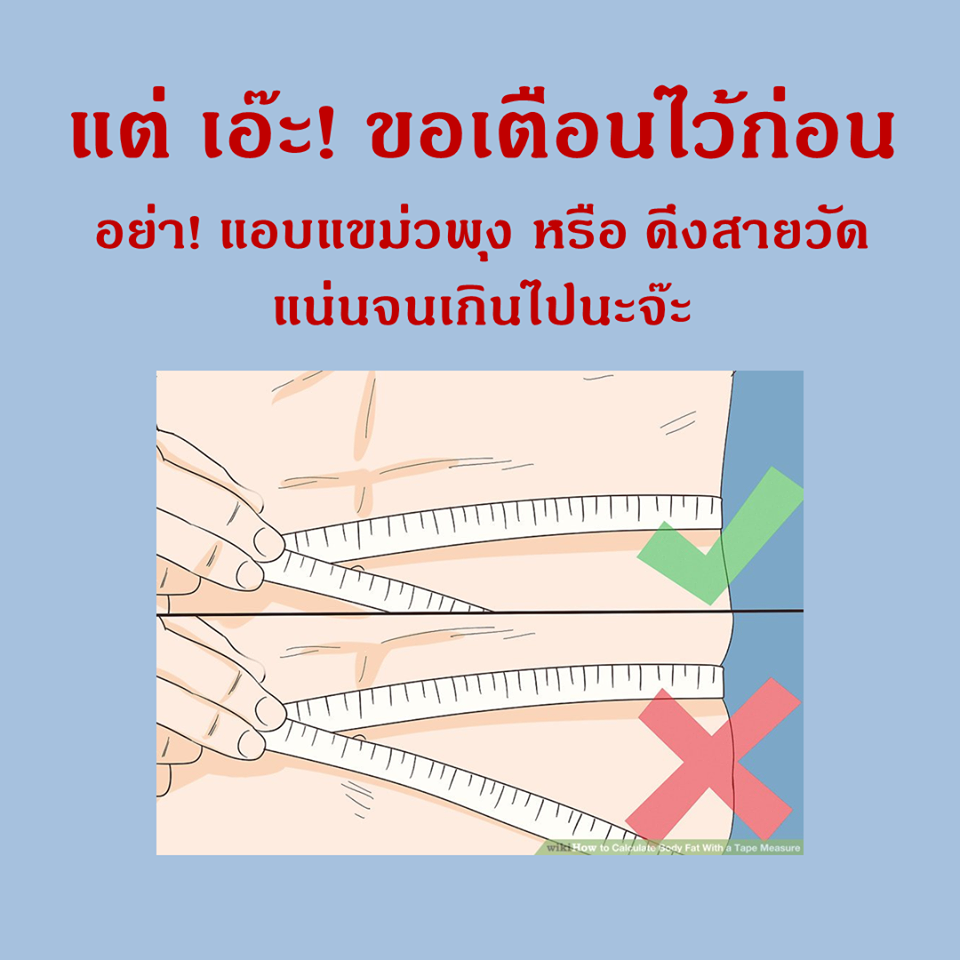 แต่ เอ๊ะ! ขอเตือนไว้ก่อน
อย่า! แอบแขม่วพุง หรือ ดึงสายวัด
แน่นจนเกินไปนะจ๊ะ
wikiHow to Calculate Body Fat With a Tape Measure